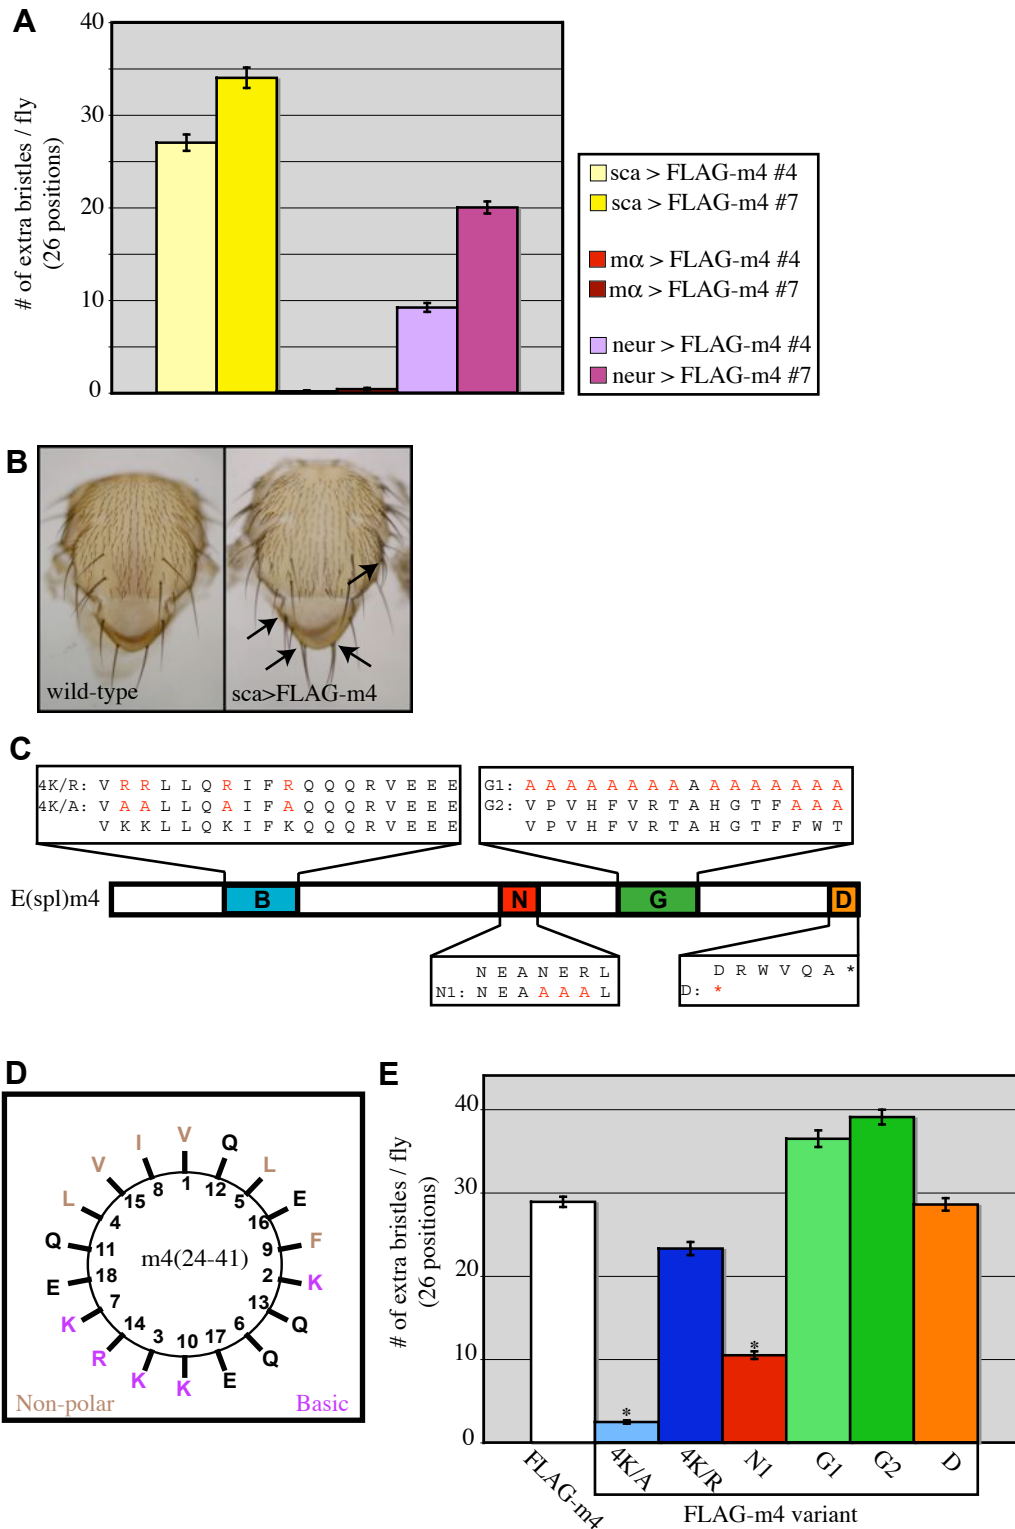 A
# of extra bristles / fly
(26 positions)
40
30
20
10
0
sca > FLAG-m4 #4
sca > FLAG-m4 #7
mα > FLAG-m4 #4
mα > FLAG-m4 #7
neur > FLAG-m4 #4
neur > FLAG-m4 #7
B
wild-type
sca>FLAG-m4
C
4K/R: V R R L L Q R I F R Q Q Q R V E E E
4K/A: V A A L L Q A I F A Q Q Q R V E E E
V K K L L Q K I F K Q Q Q R V E E E
G1: A A A A A A A A A A A A A A A
G2: V P V H F V R T A H G T F A A A
V P V H F V R T A H G T F F W T
E(spl)m4
B
N
G
D
N E A N E R L
N1: N E A A A A L
D R W V Q A *
D: *
D
V Q L E F K Q Q E K K R K E Q L V I
1 12 5 16 9 2 13 6 17 10 3 14 7 18 11 4 15 8
m4(24-41)
Non-polar
Basic
E
# of extra bristles / fly
(26 positions)
40
30
20
10
0
*
*
FLAG-m4
4K/A
4K/R
N1
G1
G2
D
FLAG-m4 variant